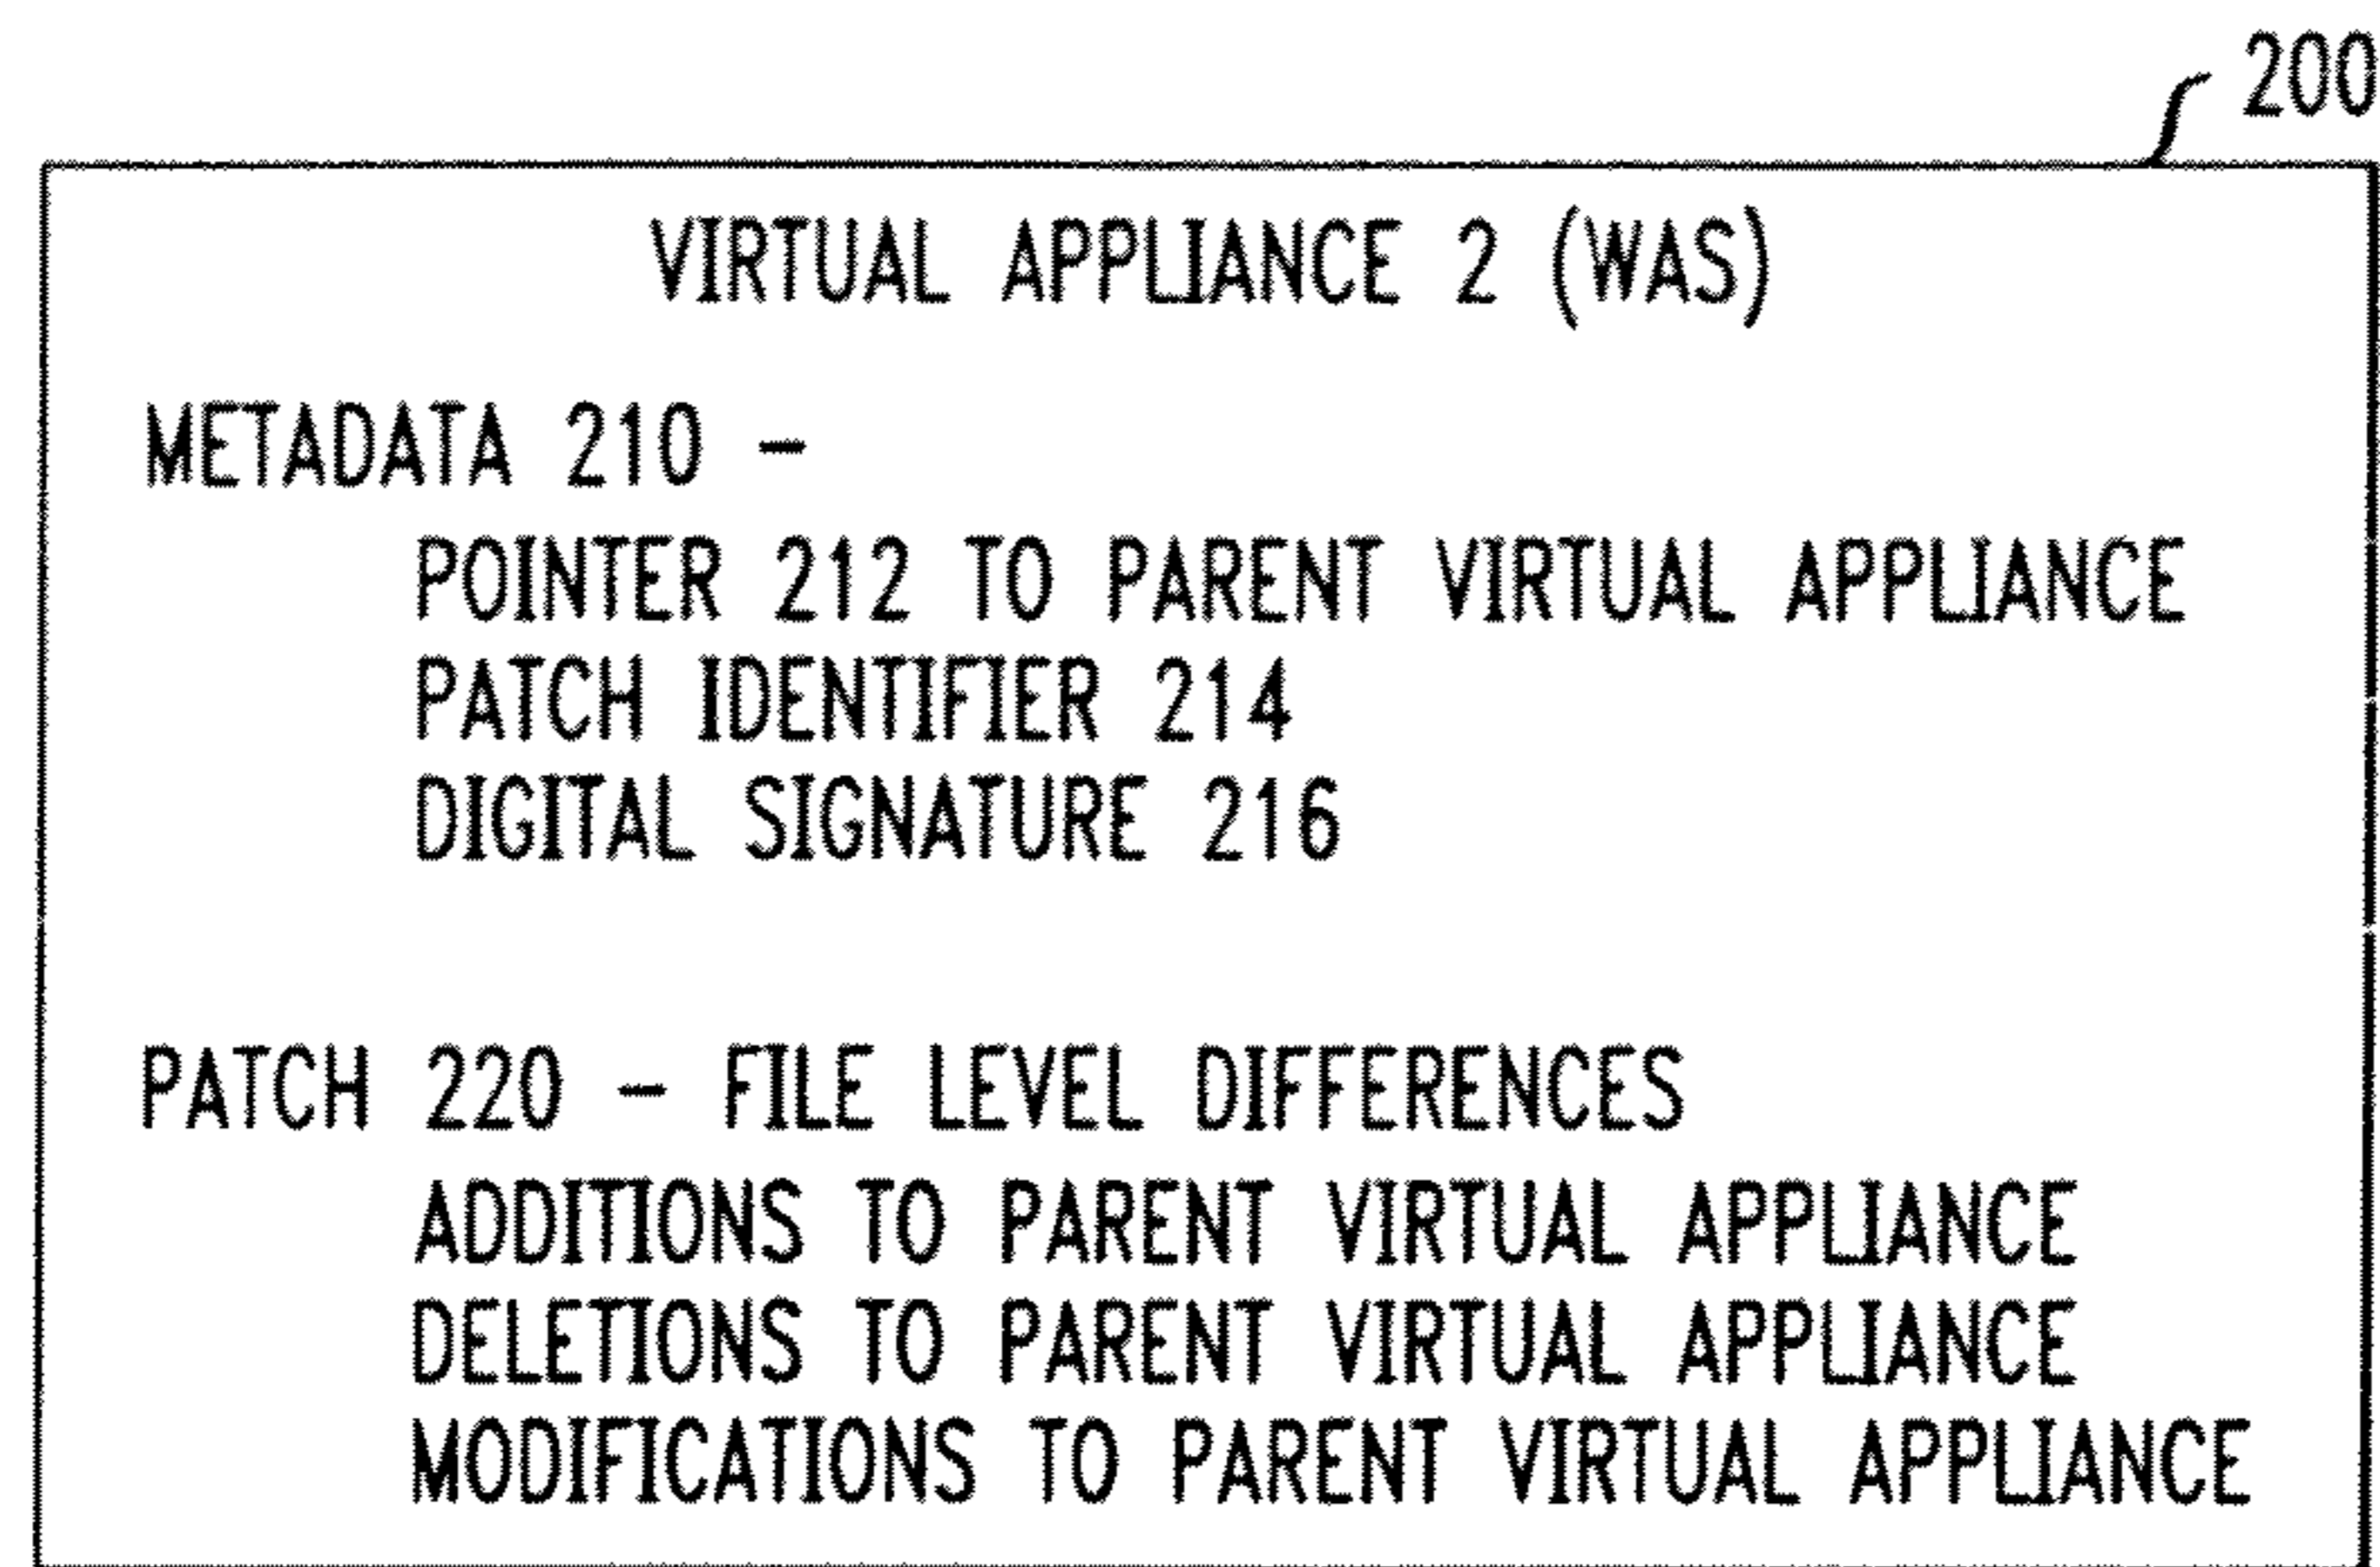 200
VIRTUAL APPLIANCE 2 (WAS)
METADATA 210 –
POINTER 212 TO PARENT VIRTUAL APPLIANCE
PATCH IDENTIFIER 214
DIGITAL SIGNATURE 216
PATCH 220 – FILE LEVEL DIFFERENCES
ADDITIONS TO PARENT VIRTUAL APPLIANCE
DELETIONS TO PARENT VIRTUAL APPLIANCE
MODIFICATIONS TO PARENT VIRTUAL APPLIANCE